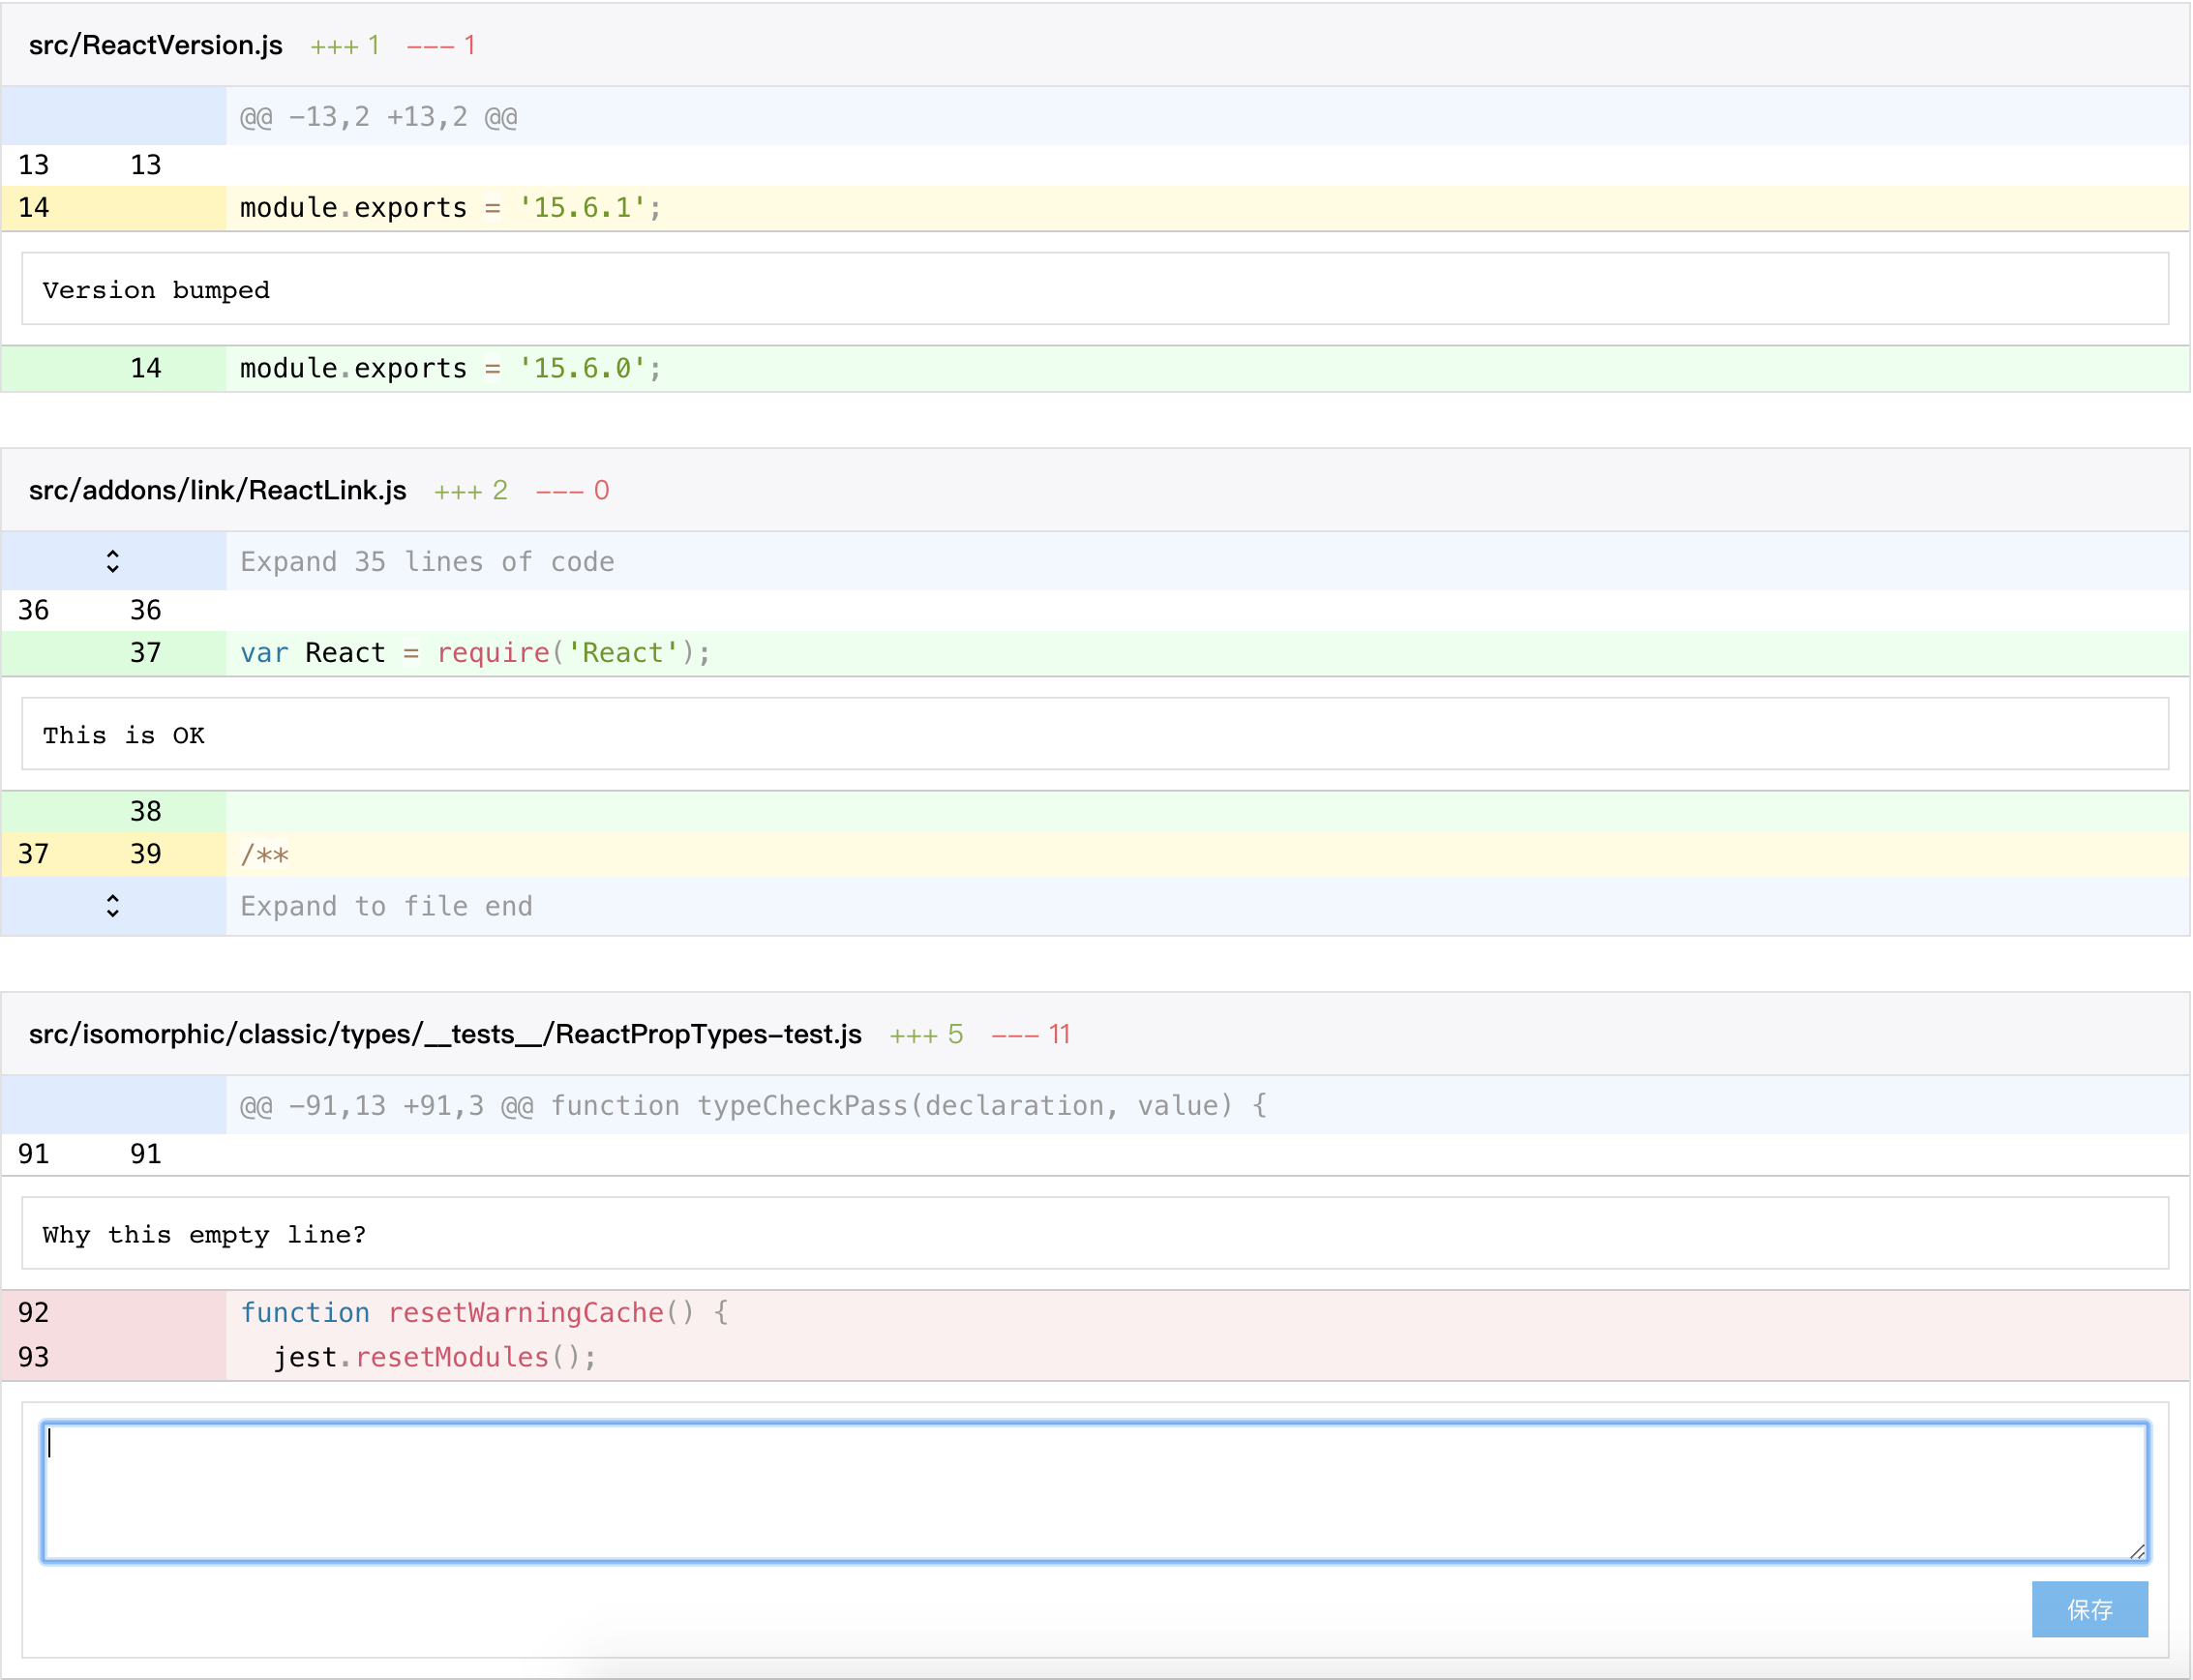 src/ReactVersion.js +++ 1 --- 1
@@ -13,2 +13,2 @@
13 13
14 module.exports = '15.6.1';
Version bumped
14 module.exports = '15.6.0';
src/addons/link/ReactLink.js +++ 2 --- 0
Expand 35 lines of code
36 36
37 var React = require('React');
This is OK
38
37 39 /**
Expand to file end
src/isomorphic/classic/types/__tests__/ReactPropTypes-test.js +++ 5 --- 11
@@ -91,13 +91,3 @@ function typeCheckPass(declaration, value) {
91 91
Why this empty line?
92 function resetWarningCache() {
93 jest.resetModules();
保存